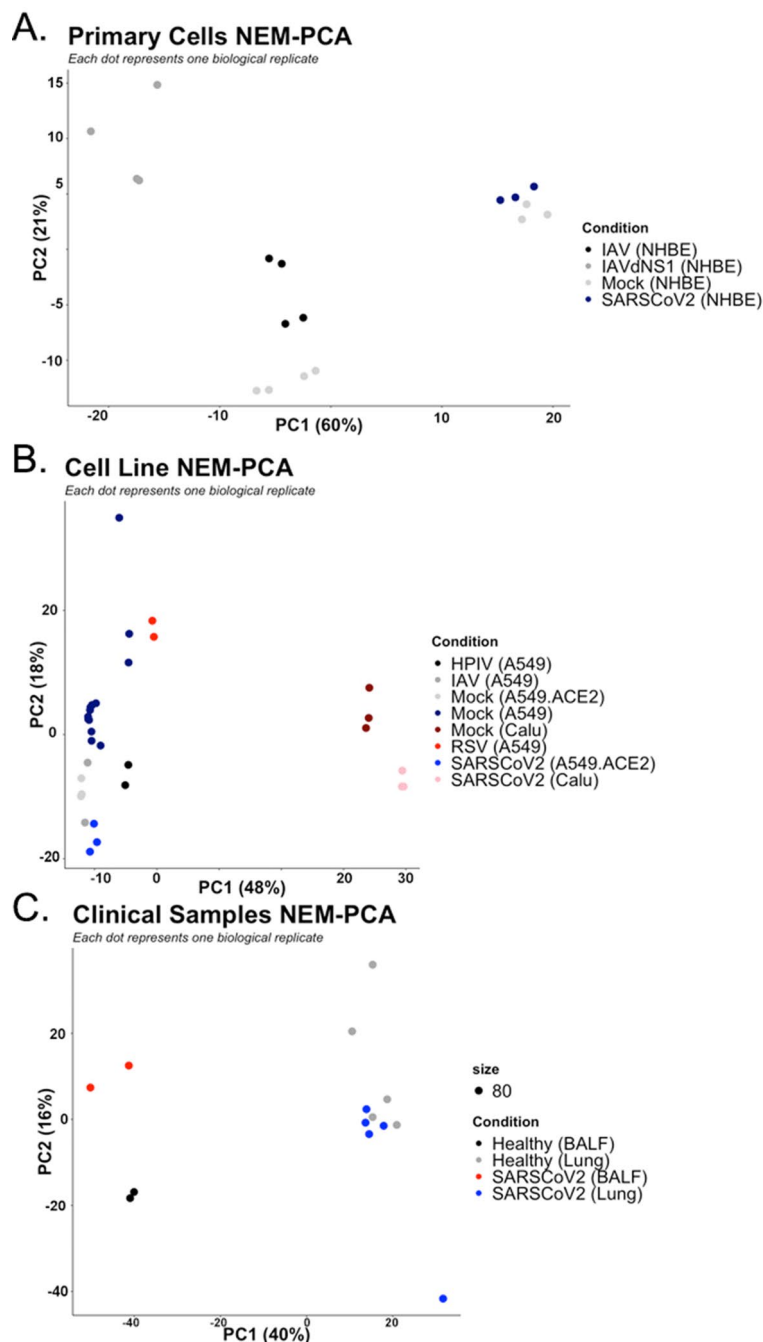 A.
Primary Cells NEM-PCA
Each dot represents one biological replicate
15
10
5
-5
-10
PC2 (21%)
-20
-10
10
20
PC1 (60%)
Condition
IAV (NHBE)
IAVdNS1 (NHBE)
Mock (NHBE)
SARSCoV2 (NHBE)
B.
Cell Line NEM-PCA
Each dot represents one biological replicate
20
0
-20
PC2 (18%)
-10
0
20
30
PC1 (48%)
Condition
HPIV (A549)
IAV (A549)
Mock (A549.ACE2)
Mock (A549)
Mock (Calu)
RSV (A549)
SARSCoV2 (A549.ACE2)
SARSCoV2 (Calu)
C.
Clinical Samples NEM-PCA
Each dot represents one biological replicate
20
0
-20
-40
PC2 (16%)
-40
-20
0
20
PC1 (40%)
size
80
Condition
Healthy (BALF)
Healthy (Lung)
SARSCoV2 (BALF)
SARSCoV2 (Lung)